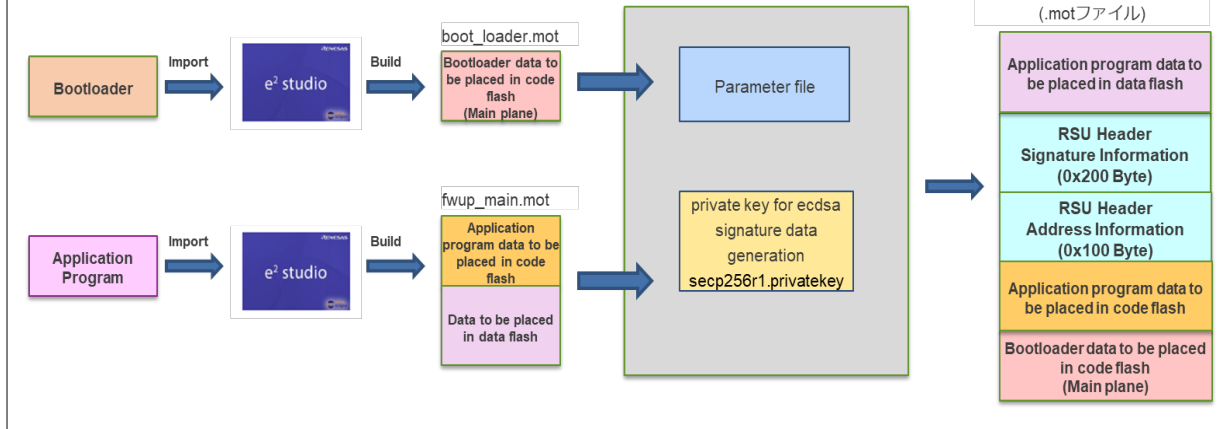 Bootloader
Import
RENESAS
e² studio
Build
boot_loader.mot
Bootloader data to
be placed in code
flash
(Main plane)
Application
Program
Import
RENESAS
e² studio
Build
fwup_main.mot
Application
program data to be
placed in code
flash
Data to be placed
in data flash
Parameter file
private key for ecdsa
signature data
generation
secp256r1.privatekey
(.motファイル)
Application program data to
be placed in data flash
RSU Header
Signature Information
(0x200 Byte)
RSU Header
Address Information
(0x100 Byte)
Application program data to
be placed in code flash
Bootloader data to be placed
in code flash
(Main plane)